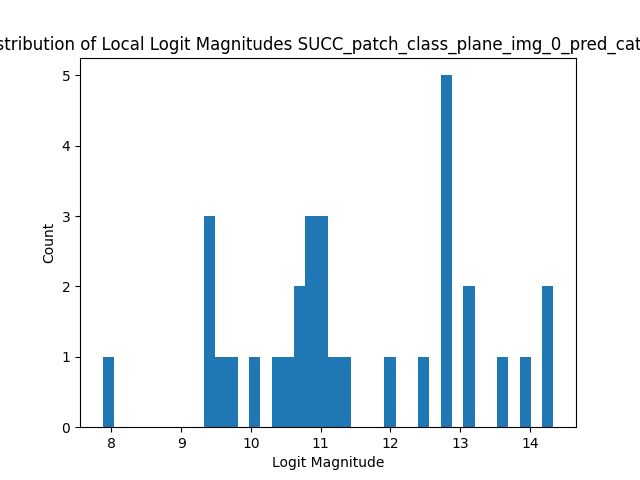 stribution of Local Logit Magnitudes SUCC_patch_class_plane_img_0_pred_cat
5
4
3
2
1
0
Count
8 9 10 11 12 13 14
Logit Magnitude